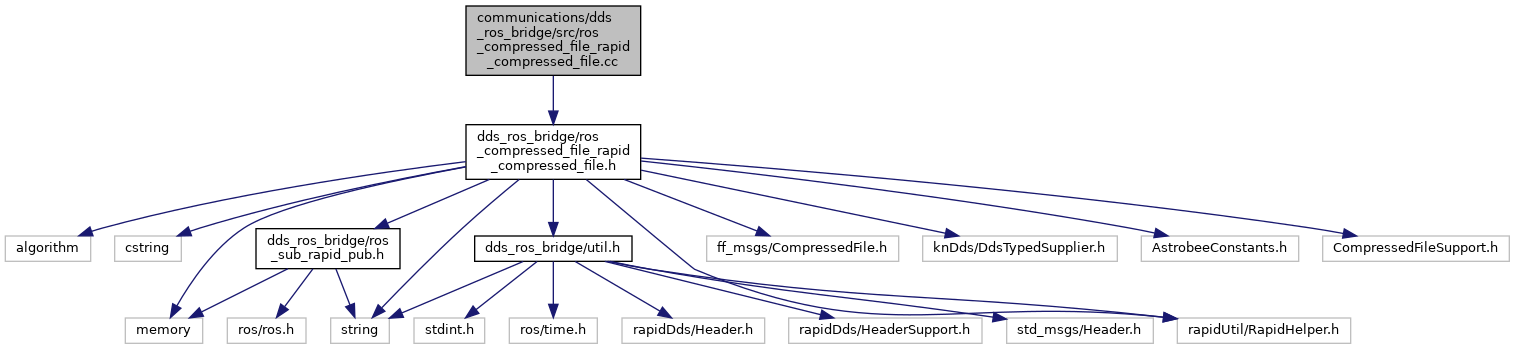 communications/dds
_ros_bridge/src/ros
_compressed_file_rapid
_compressed_file.cc
dds_ros_bridge/ros
_compressed_file_rapid
_compressed_file.h
algorithm
cstring
dds_ros_bridge/ros
_sub_rapid_pub.h
dds_ros_bridge/util.h
ff_msgs/CompressedFile.h
knDds/DdsTypedSupplier.h
AstrobeeConstants.h
CompressedFileSupport.h
memory
ros/ros.h
string
stdint.h
ros/time.h
rapidDds/Header.h
rapidDds/HeaderSupport.h
std_msgs/Header.h
rapidUtil/RapidHelper.h